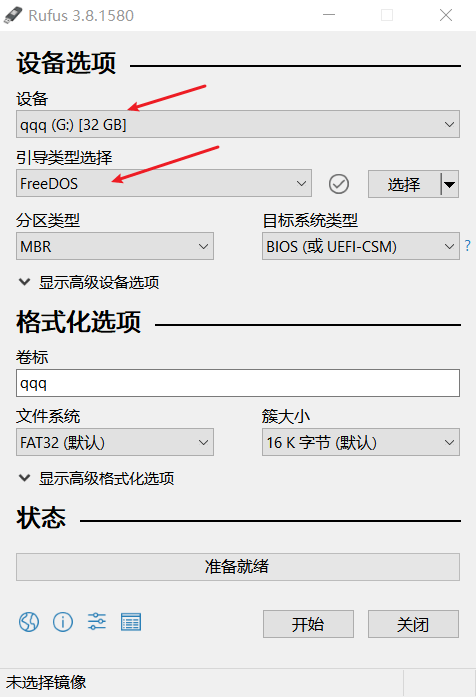 Rufus 3.8.1580
设备选项
设备
qqq (G:) [32 GB]
引导类型选择
FreeDOS
选择
分区类型 目标系统类型
MBR BIOS (或 UEFI-CSM) ?
显示高级设备选项
格式化选项
卷标
qqq
文件系统 簇大小
FAT32 (默认) 16 K 字节 (默认)
显示高级格式化选项
状态
准备就绪
开始 关闭
未选择镜像